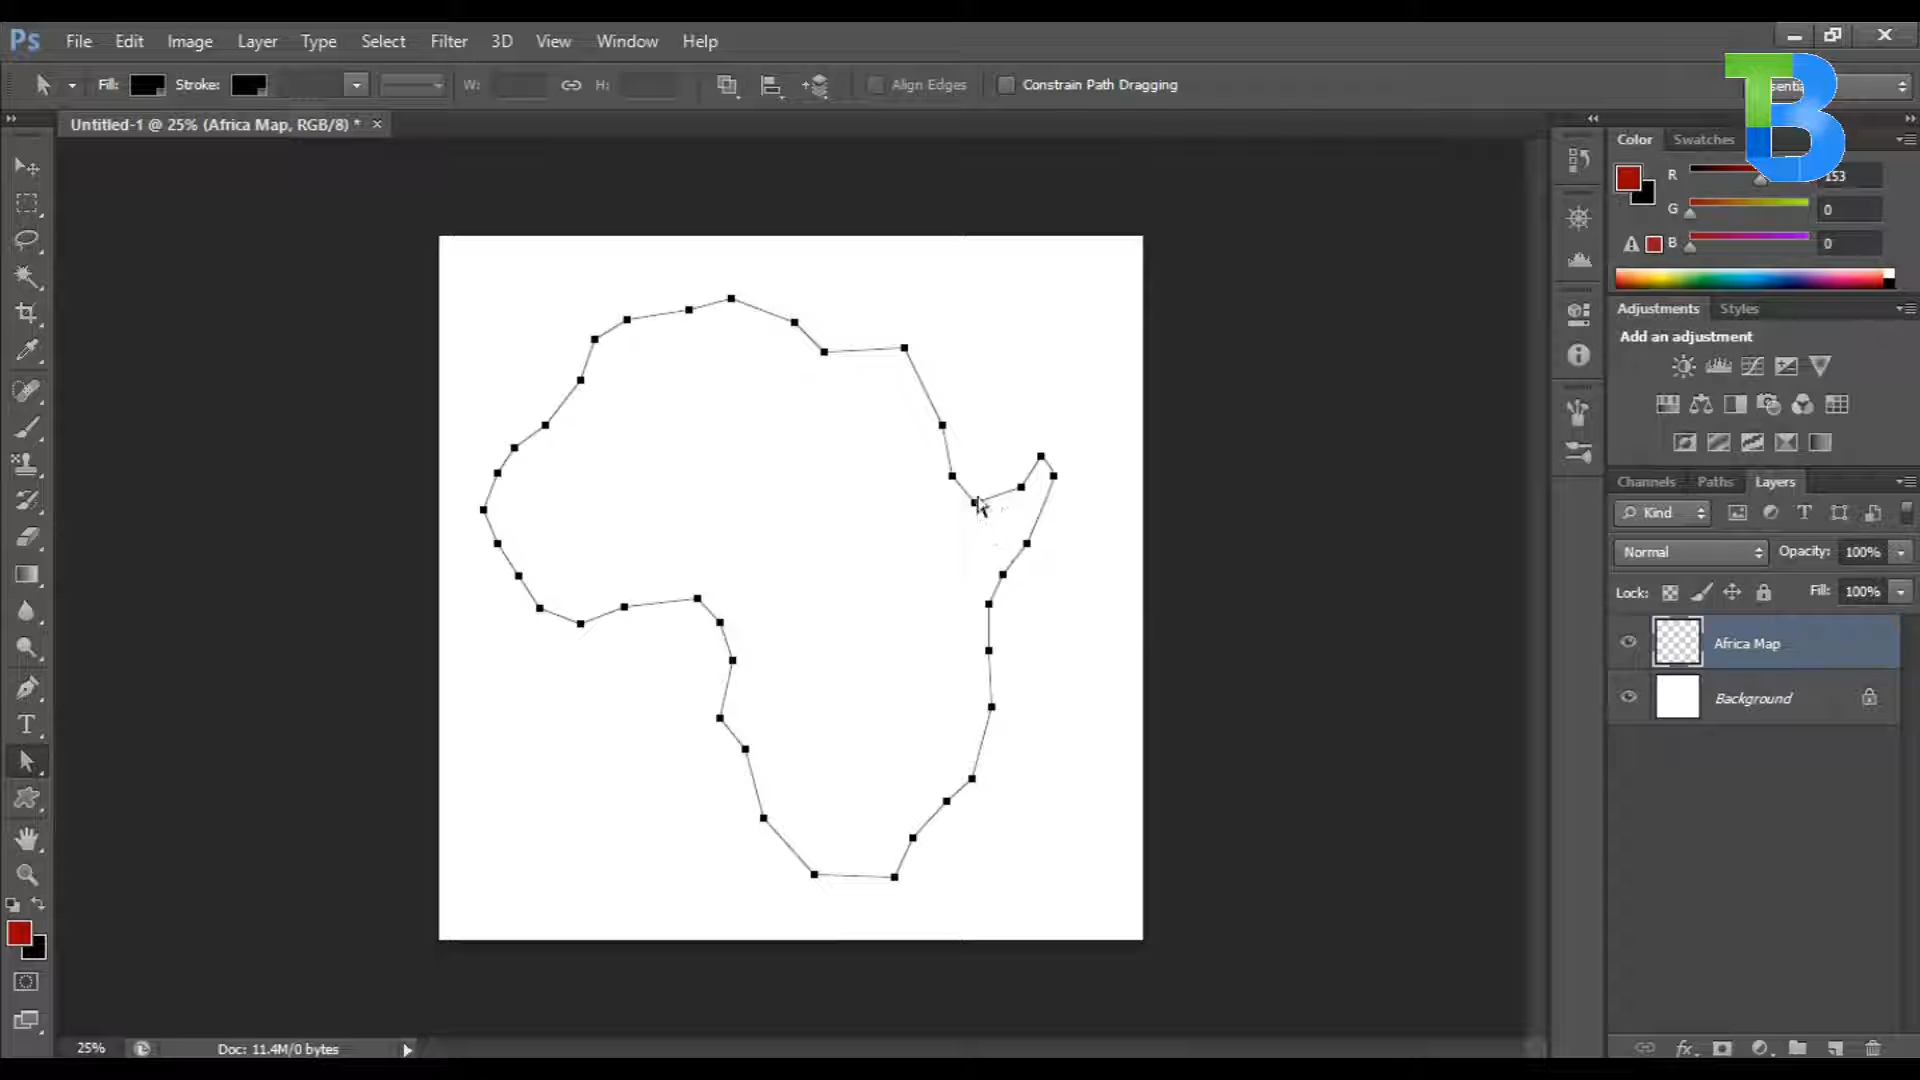 Ps File Edit Image Layer Type Select Filter 3D View Window Help
Fill: Stroke: W: H: Align Edges Constrain Path Dragging
TB
Untitled-1 @ 25% (Africa Map, RGB/8) * ×
Color Swatches
R 153
G 0
B 0
Adjustments Styles
Add an adjustment
Channels Paths Layers
Kind
Normal Opacity: 100%
Lock: Fill: 100%
Africa Map
Background
25% Doc: 11.4M/0 bytes